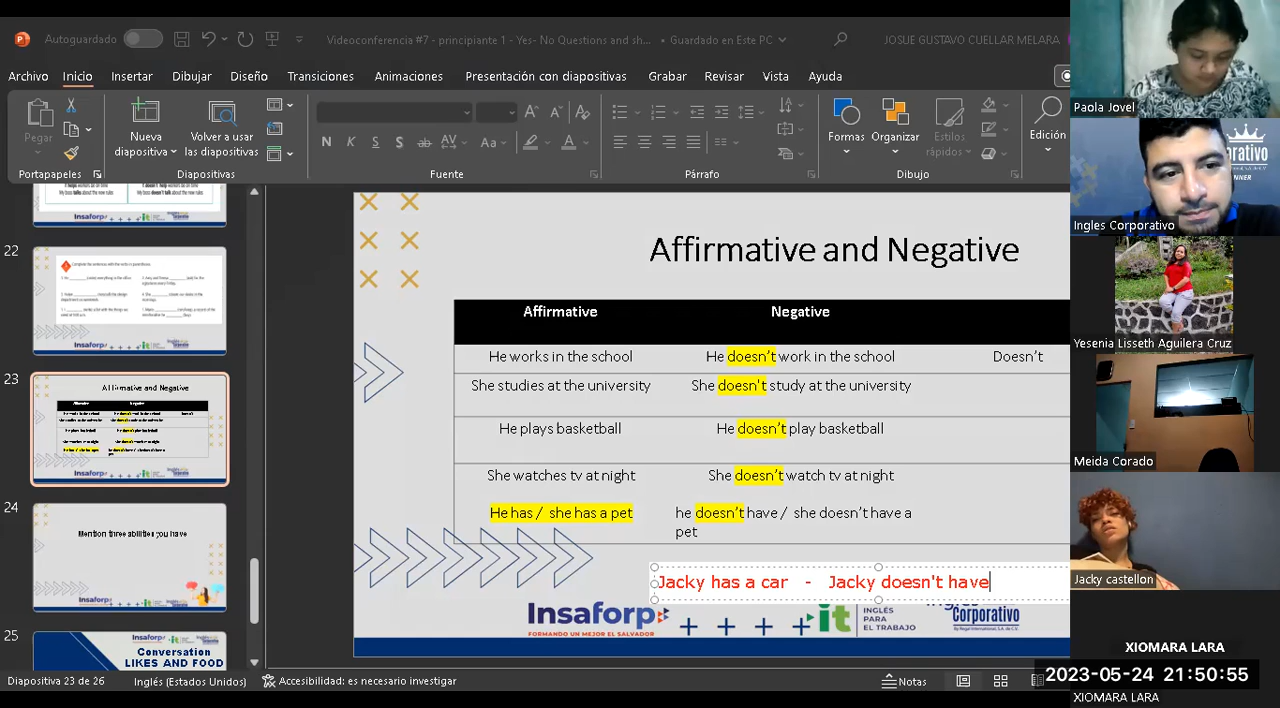 Autoguardado
Videoconferencia #7 - principiante 1 - Yes- No Questions and sh... • Guardado en Este PC
JOSUE GUSTAVO CUELLAR MELARA
Archivo Inicio Insertar Dibujar Diseño Transiciones Animaciones Presentación con diapositivas Grabar Revisar Vista Ayuda
Pegar
Nueva diapositiva
Volver a usar las diapositivas
Formas
Organizar
Estilos rápidos
Edición
Portapapeles
Diapositivas
Fuente
Párrafo
Dibujo
22
23
Affirmative and Negative
24
Mention three abilities you have
25
Conversation
LIKES AND FOOD
Affirmative and Negative
Affirmative Negative
He works in the school He doesn't work in the school Doesn't
She studies at the university She doesn't study at the university
He plays basketball He doesn't play basketball
She watches tv at night She doesn't watch tv at night
He has / she has a pet he doesn't have / she doesn't have a
pet
Jacky has a car - Jacky doesn't have
Insaforp
FORMANDO UN MEJOR EL SALVADOR
it
INGLÉS
PARA
EL TRABAJO
Corporativo
Diapositiva 23 de 26
Inglés (Estados Unidos)
Accesibilidad: es necesario investigar
Notas
Paola Jovel
Ingles Corporativo
Yesenia Lisseth Aguilera Cruz
Meida Corado
Jacky castellon
XIOMARA LARA
2023-05-24 21:50:55
XIOMARA LARA